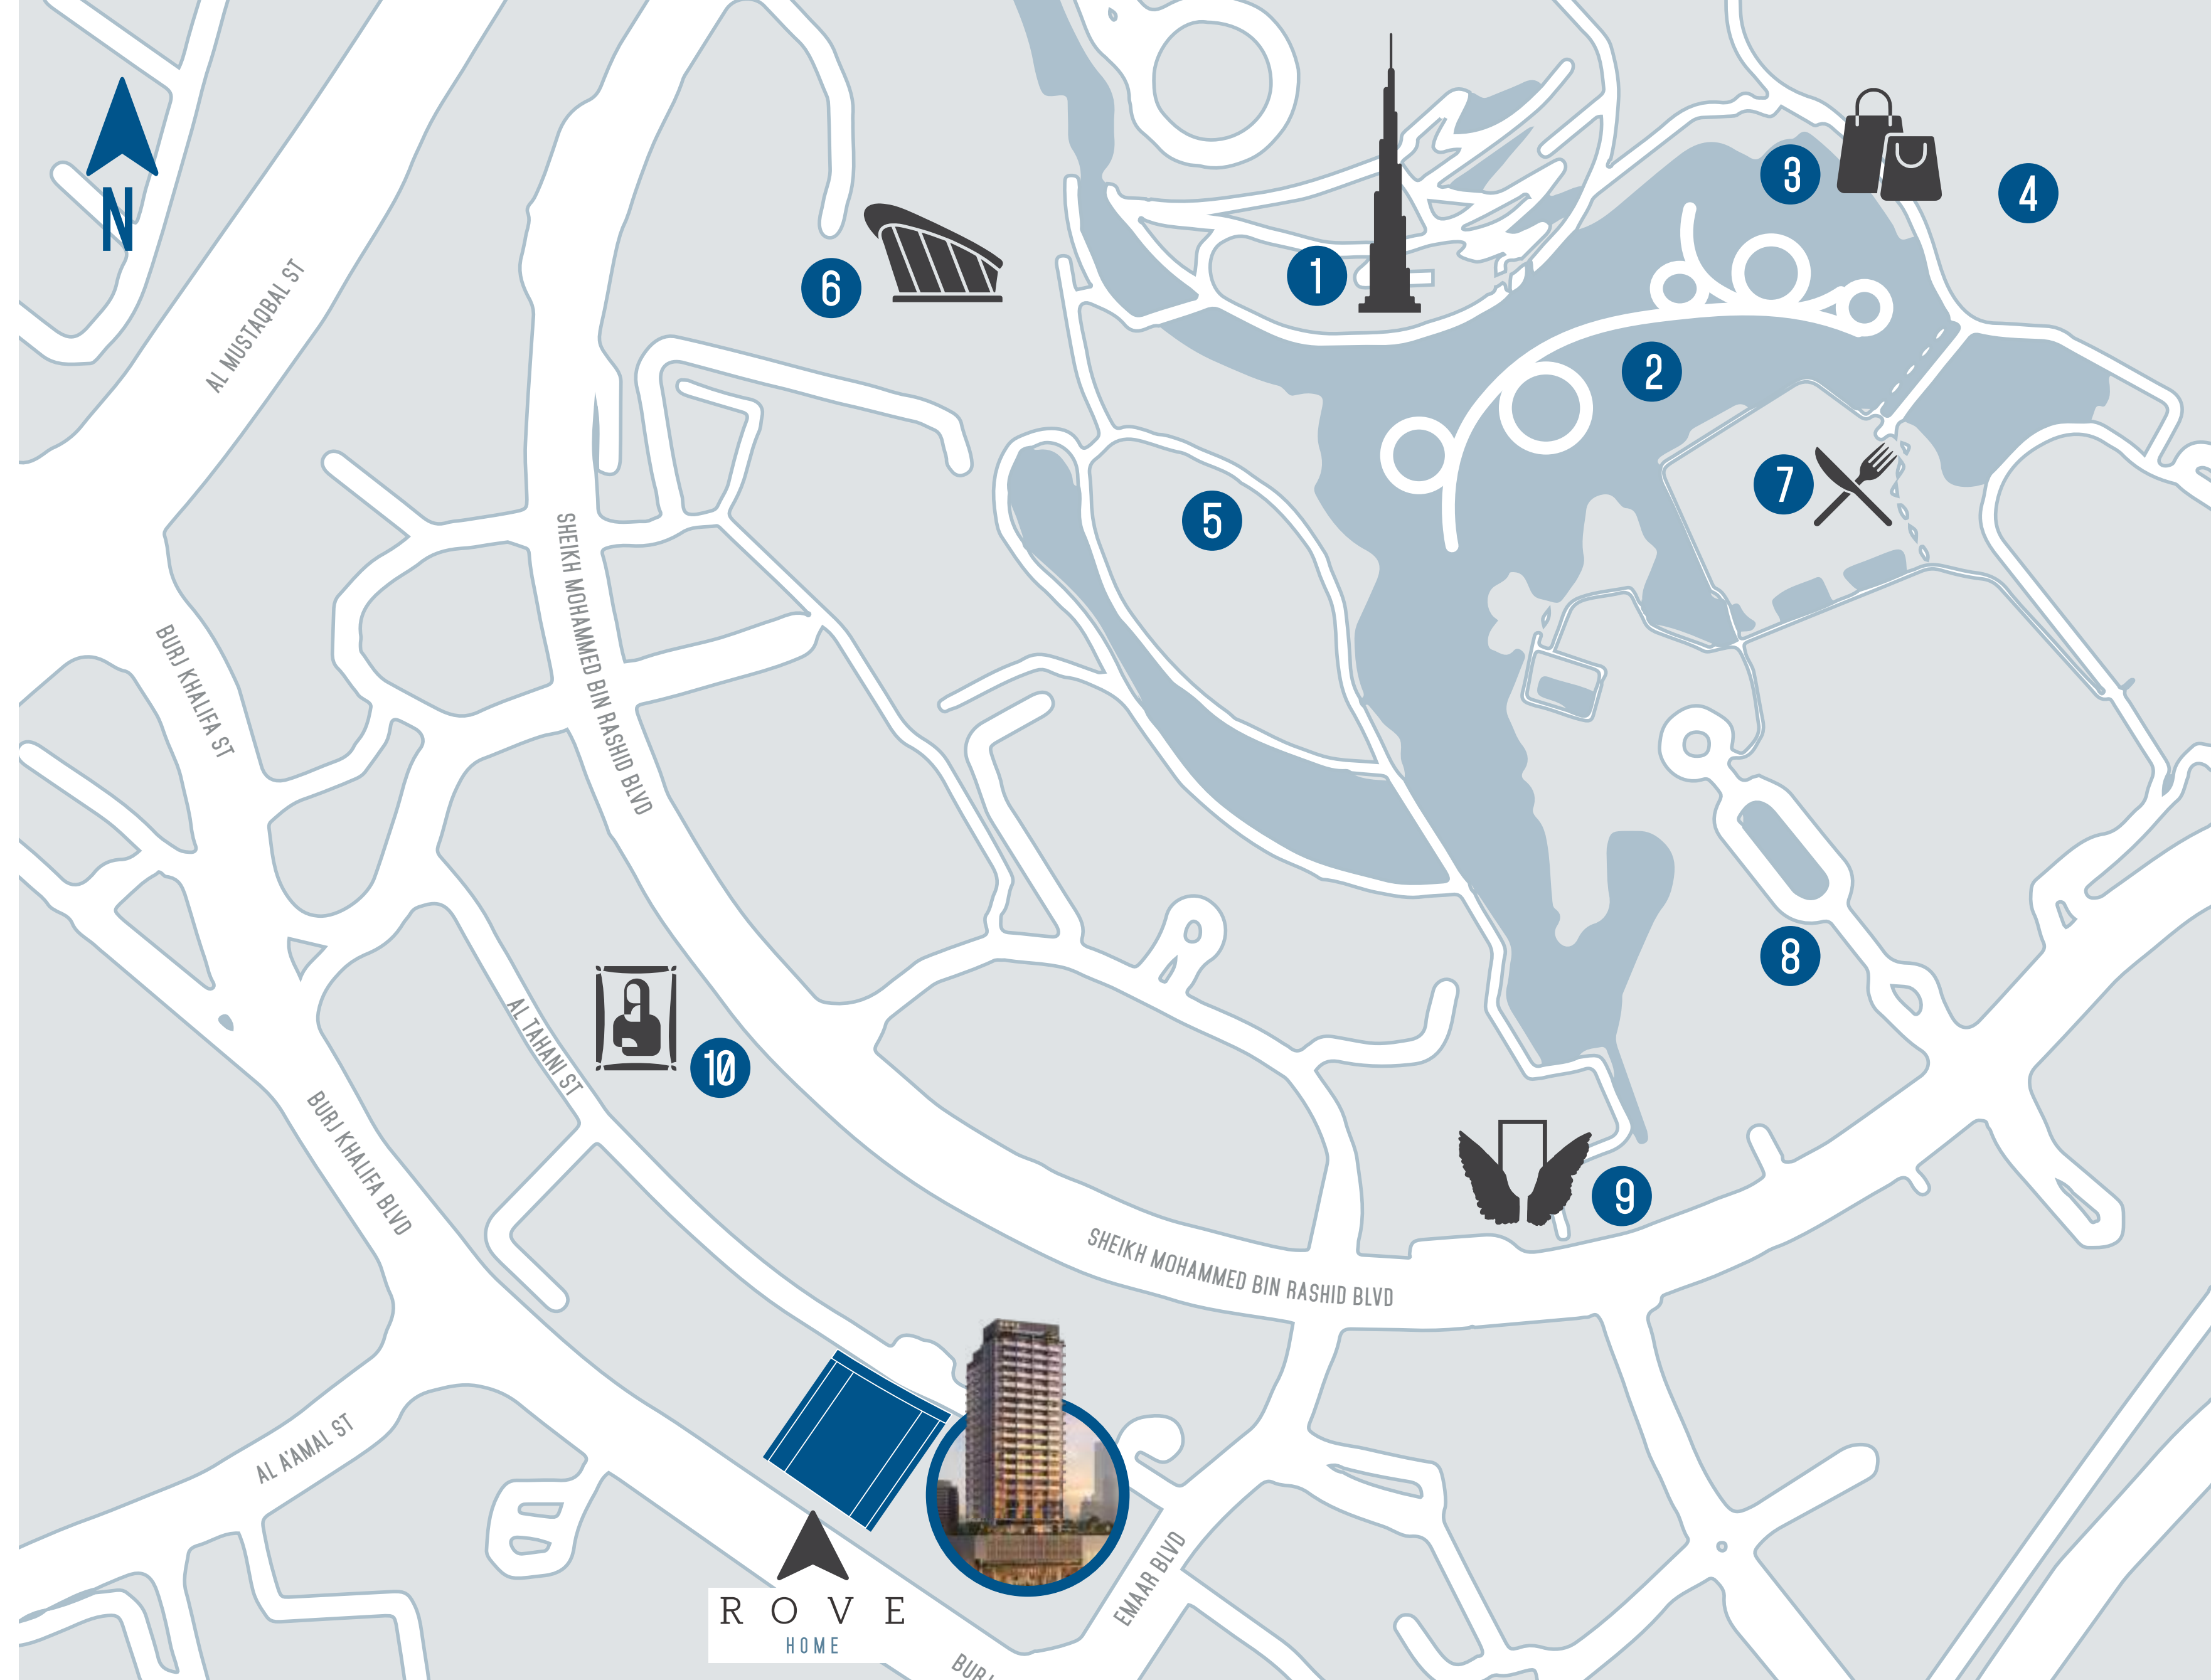 N
AL MUSTAQBAL ST
1
2
3
4
5
6
7
8
9
10
BURJ KHALIFA ST
SHEIKH MOHAMMED BIN RASHID BLVD
AL TAHANI ST
BURJ KHALIFA BLVD
SHEIKH MOHAMMED BIN RASHID BLVD
AL A'AMAL ST
EMAAR BLVD
ROVE
HOME
BURJ